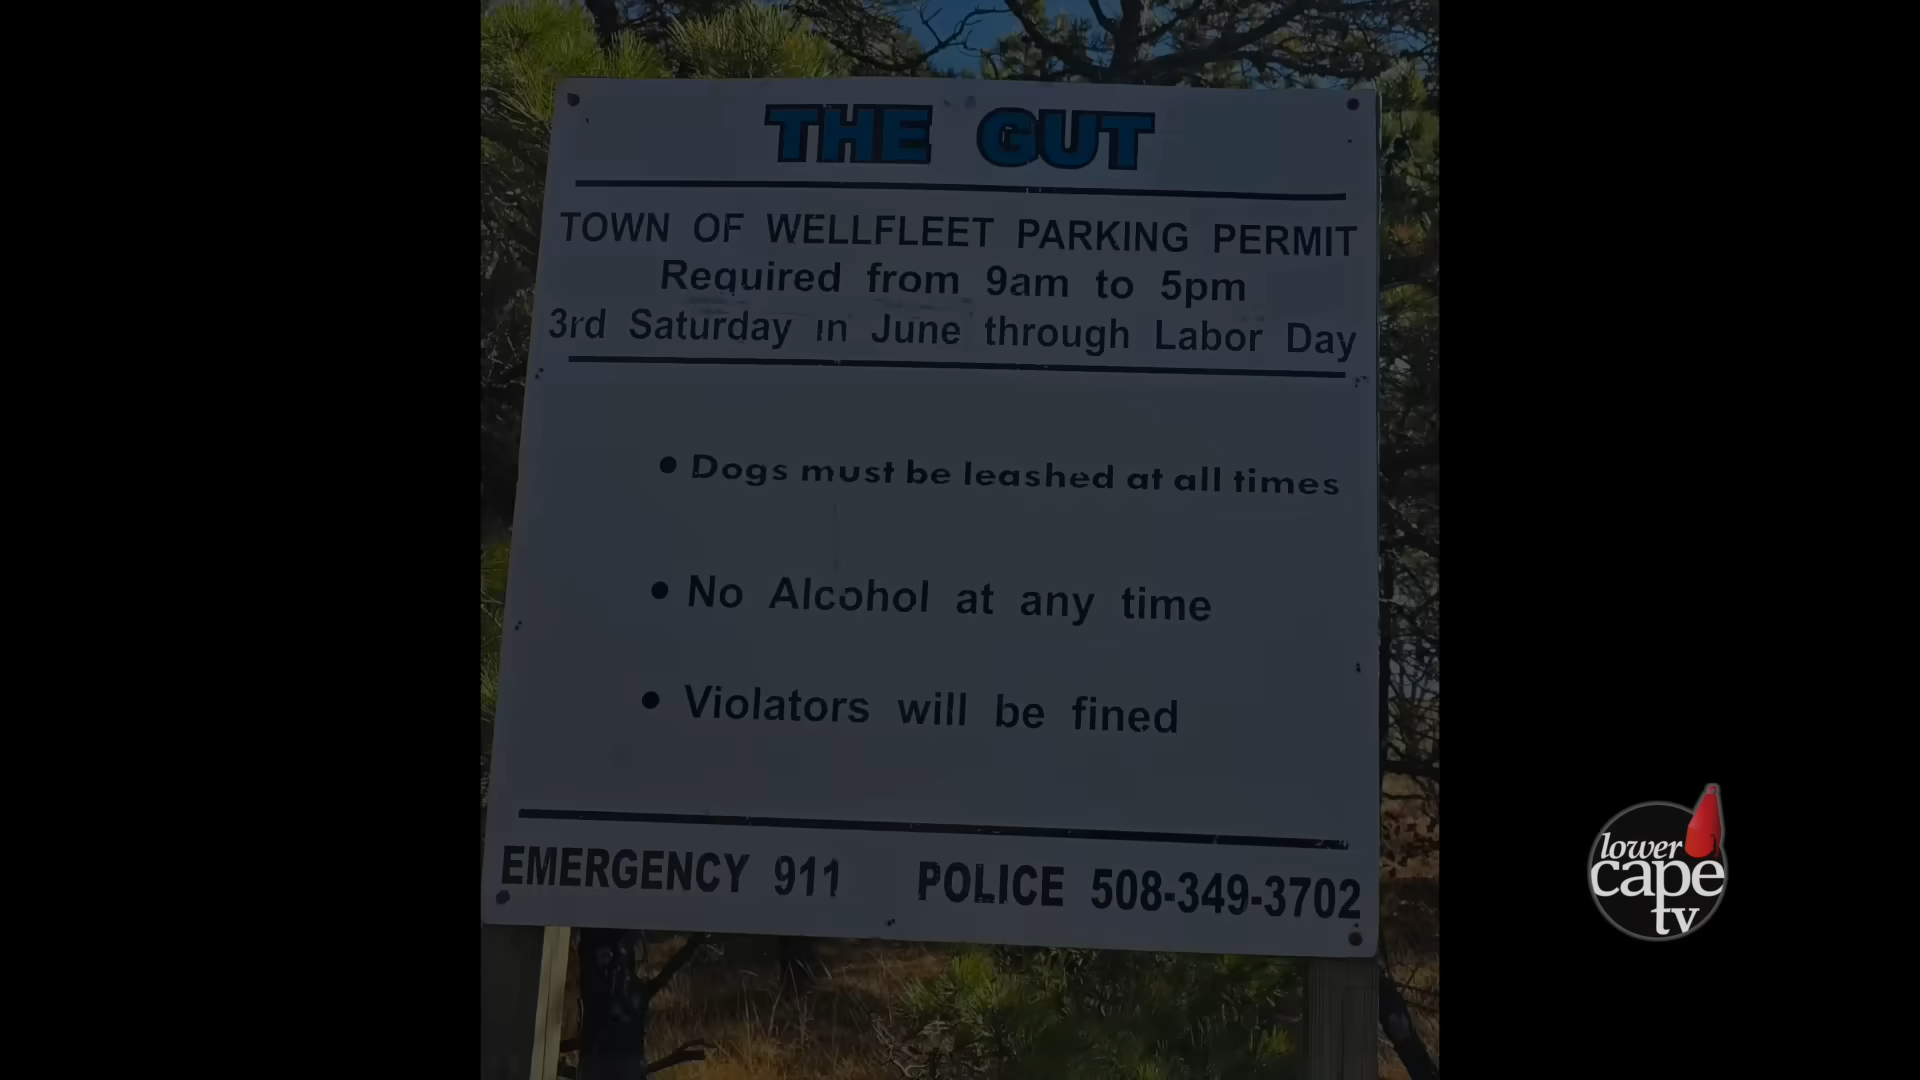 THE GUT
TOWN OF WELLFLEET PARKING PERMIT
Required from 9am to 5pm
3rd Saturday in June through Labor Day
• Dogs must be leashed at all times
• No Alcohol at any time
• Violators will be fined
EMERGENCY 911 POLICE 508-349-3702
lower
cape
tv